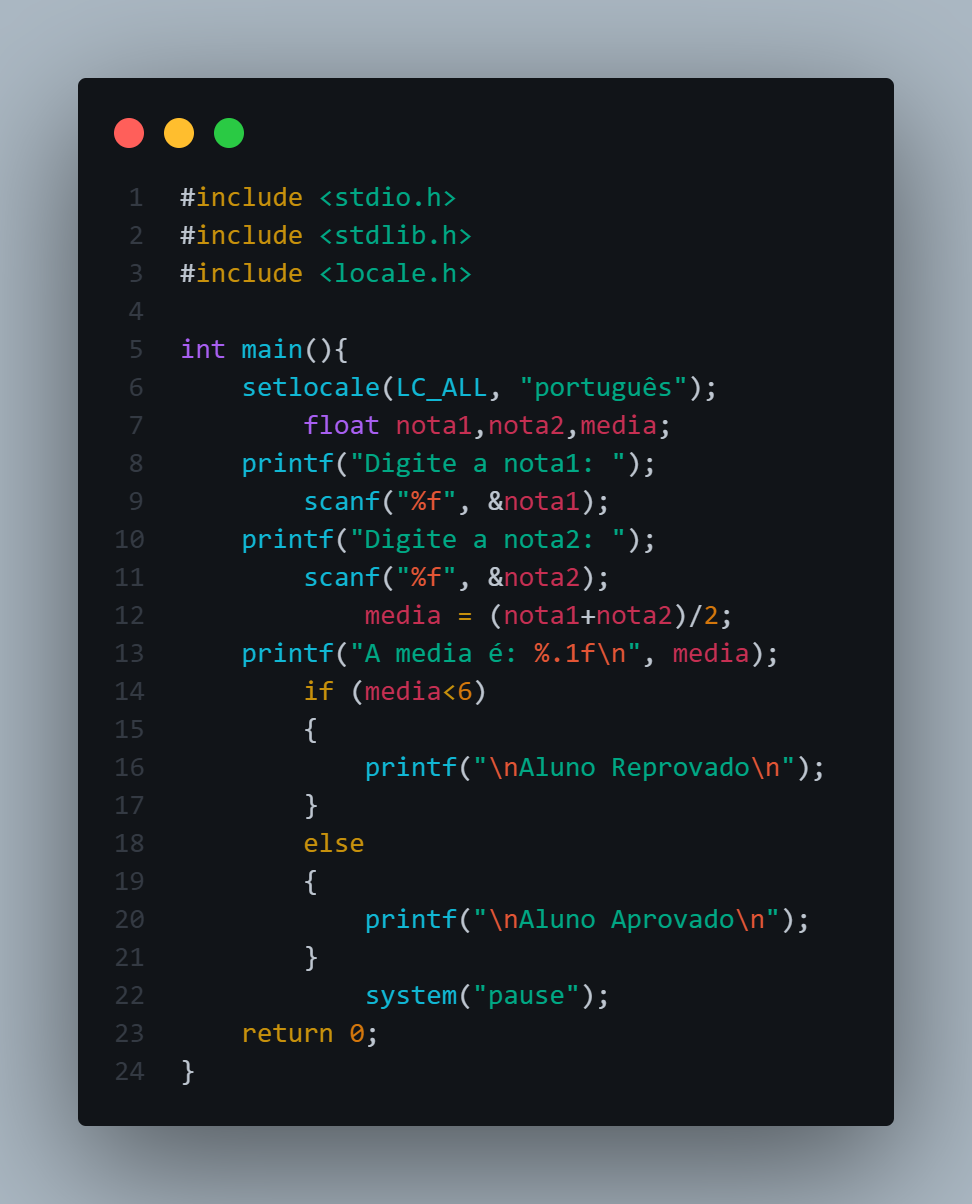 1 #include <stdio.h>
2 #include <stdlib.h>
3 #include <locale.h>
4
5 int main(){
6     setlocale(LC_ALL, "português");
7         float nota1,nota2,media;
8     printf("Digite a nota1: ");
9         scanf("%f", &nota1);
10     printf("Digite a nota2: ");
11         scanf("%f", &nota2);
12             media = (nota1+nota2)/2;
13     printf("A media é: %.1f\n", media);
14         if (media<6)
15         {
16             printf("\nAluno Reprovado\n");
17         }
18         else
19         {
20             printf("\nAluno Aprovado\n");
21         }
22             system("pause");
23     return 0;
24 }